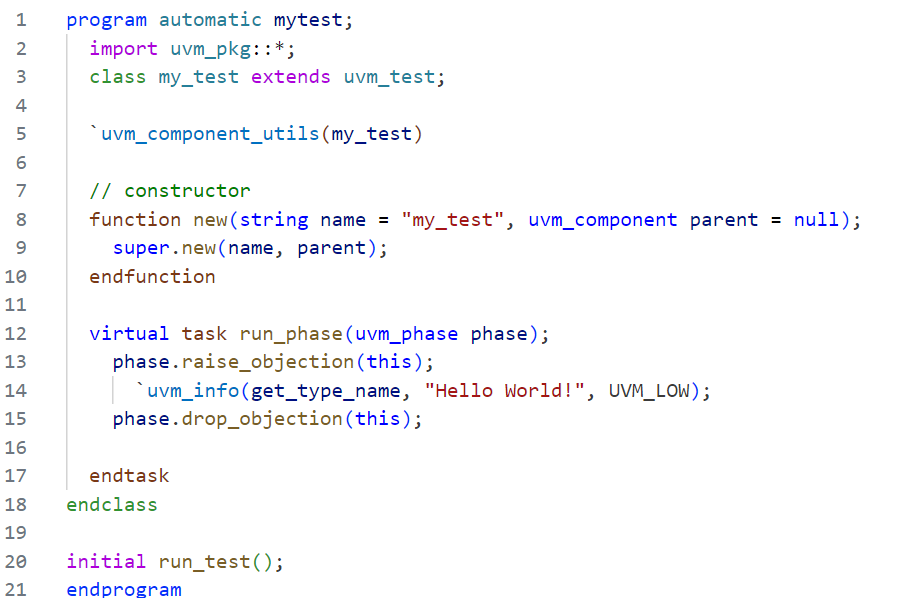 1 program automatic mytest;
2 import uvm_pkg::*;
3 class my_test extends uvm_test;
4
5 `uvm_component_utils(my_test)
6
7 // constructor
8 function new(string name = "my_test", uvm_component parent = null);
9 super.new(name, parent);
10 endfunction
11
12 virtual task run_phase(uvm_phase phase);
13 phase.raise_objection(this);
14 `uvm_info(get_type_name, "Hello World!", UVM_LOW);
15 phase.drop_objection(this);
16
17 endtask
18 endclass
19
20 initial run_test();
21 endprogram